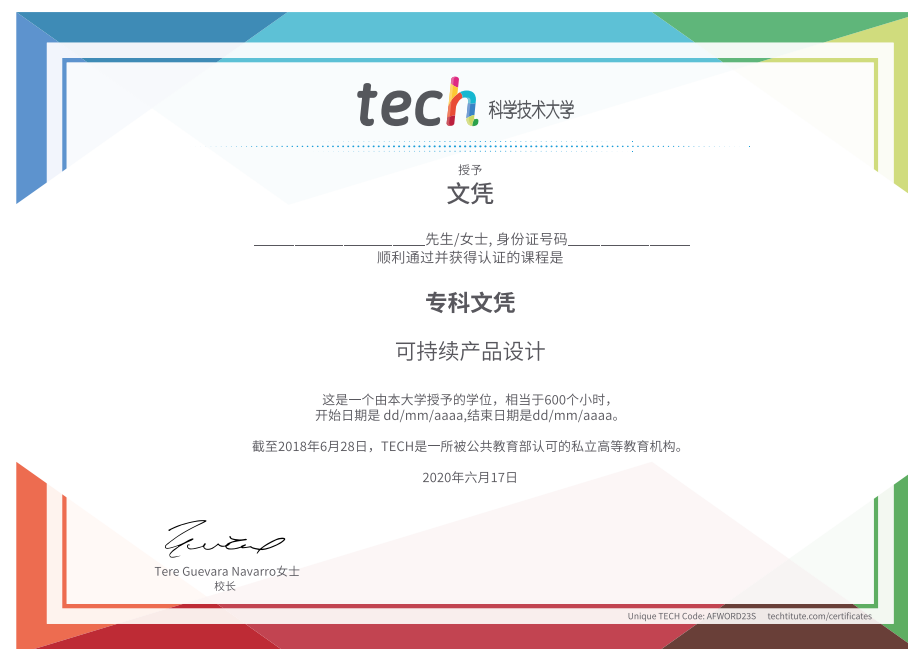 tech 科学技术大学
授予
文凭
______________________先生/女士, 身份证号码_______________
顺利通过并获得认证的课程是
专科文凭
可持续产品设计
这是一个由本大学授予的学位，相当于600个小时，
开始日期是 dd/mm/aaaa,结束日期是dd/mm/aaaa。
截至2018年6月28日，TECH是一所被公共教育部认可的私立高等教育机构。
2020年六月17日
Tere Guevara Navarro女士
校长
Unique TECH Code: AFWORD23S techtitute.com/certificates